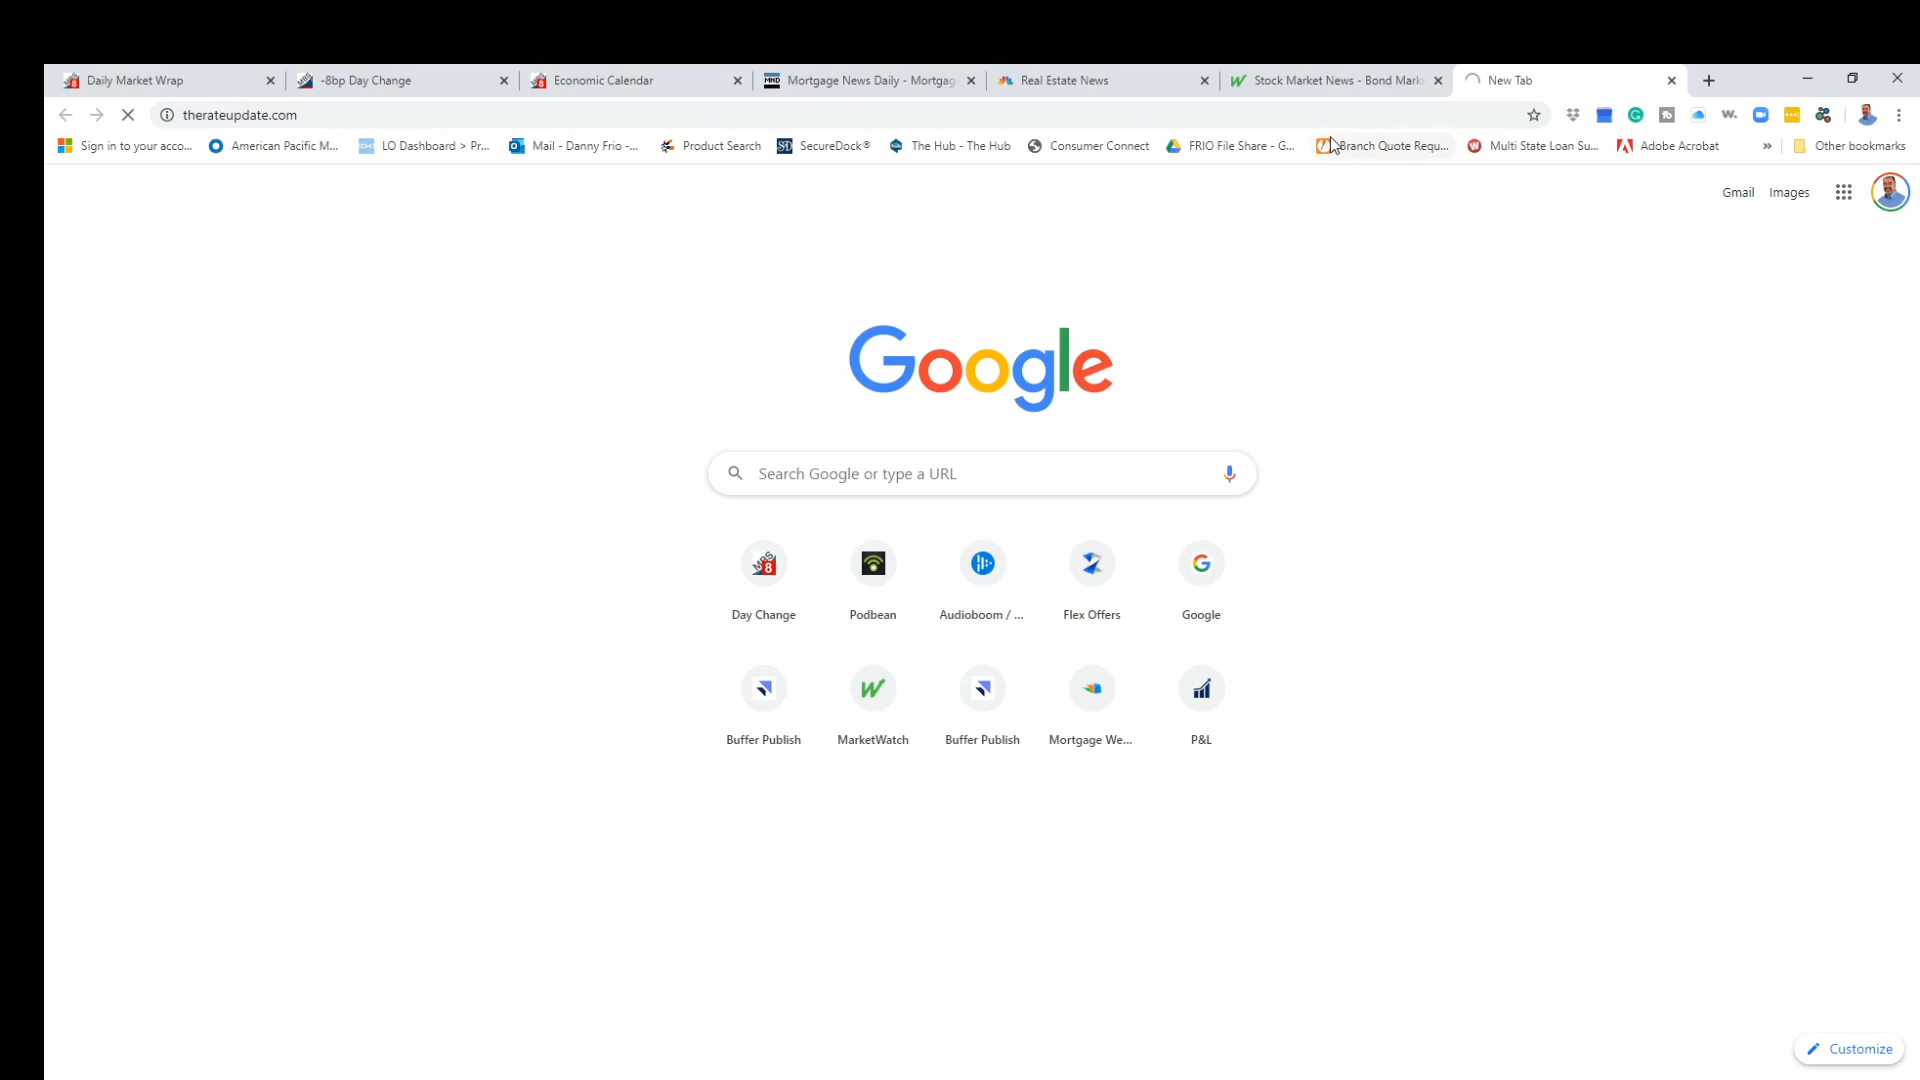 Daily Market Wrap
-8bp Day Change
Economic Calendar
MND Mortgage News Daily - Mortgag
Real Estate News
Stock Market News - Bond Mark
New Tab
therateupdate.com
Sign in to your acco...
American Pacific M...
LO Dashboard > Pr...
Mail - Danny Frio -...
Product Search
SecureDock®
The Hub - The Hub
Consumer Connect
FRIO File Share - G...
Branch Quote Requ...
Multi State Loan Su...
Adobe Acrobat
»
Other bookmarks
Gmail
Images
Google
Search Google or type a URL
Day Change
Podbean
Audioboom / ...
Flex Offers
Google
Buffer Publish
MarketWatch
Buffer Publish
Mortgage We...
P&L
Customize